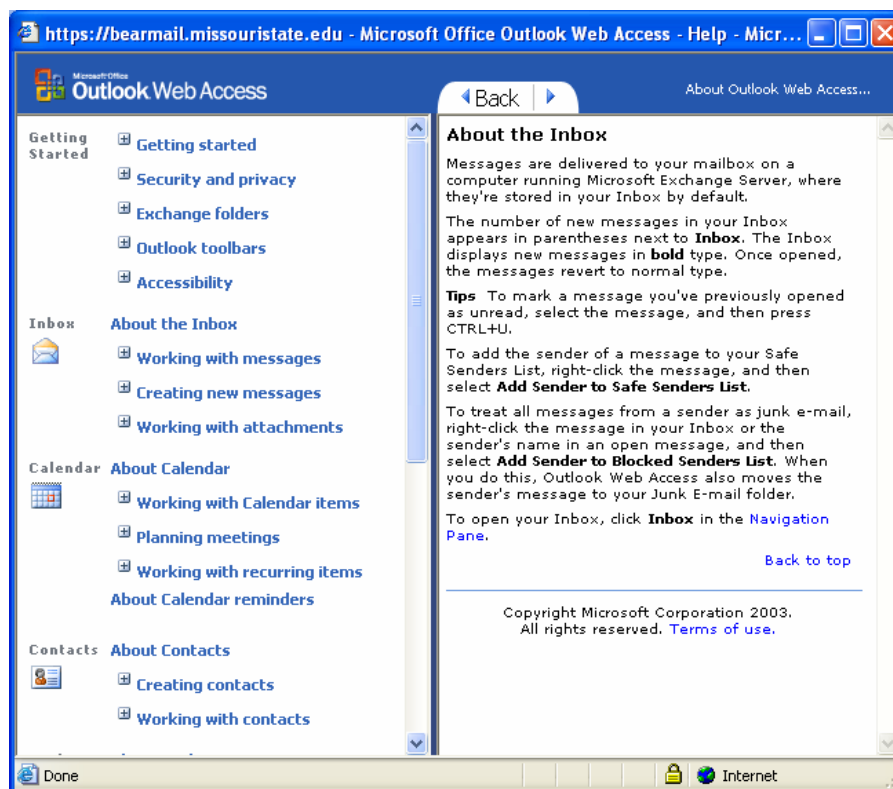 https://bearmail.missouristate.edu - Microsoft Office Outlook Web Access - Help - Micr...
Microsoft Office
Outlook Web Access
Back
About Outlook Web Access...
Getting
Started
Getting started
Security and privacy
Exchange folders
Outlook toolbars
Accessibility
Inbox
About the Inbox
Working with messages
Creating new messages
Working with attachments
Calendar
About Calendar
Working with Calendar items
Planning meetings
Working with recurring items
About Calendar reminders
Contacts
About Contacts
Creating contacts
Working with contacts
About the Inbox
Messages are delivered to your mailbox on a
computer running Microsoft Exchange Server, where
they're stored in your Inbox by default.
The number of new messages in your Inbox
appears in parentheses next to Inbox. The Inbox
displays new messages in bold type. Once opened,
the messages revert to normal type.
Tips To mark a message you've previously opened
as unread, select the message, and then press
CTRL+U.
To add the sender of a message to your Safe
Senders List, right-click the message, and then
select Add Sender to Safe Senders List.
To treat all messages from a sender as junk e-mail,
right-click the message in your Inbox or the
sender's name in an open message, and then
select Add Sender to Blocked Senders List. When
you do this, Outlook Web Access also moves the
sender's message to your Junk E-mail folder.
To open your Inbox, click Inbox in the Navigation
Pane.
Back to top
Copyright Microsoft Corporation 2003.
All rights reserved. Terms of use.
Done
Internet